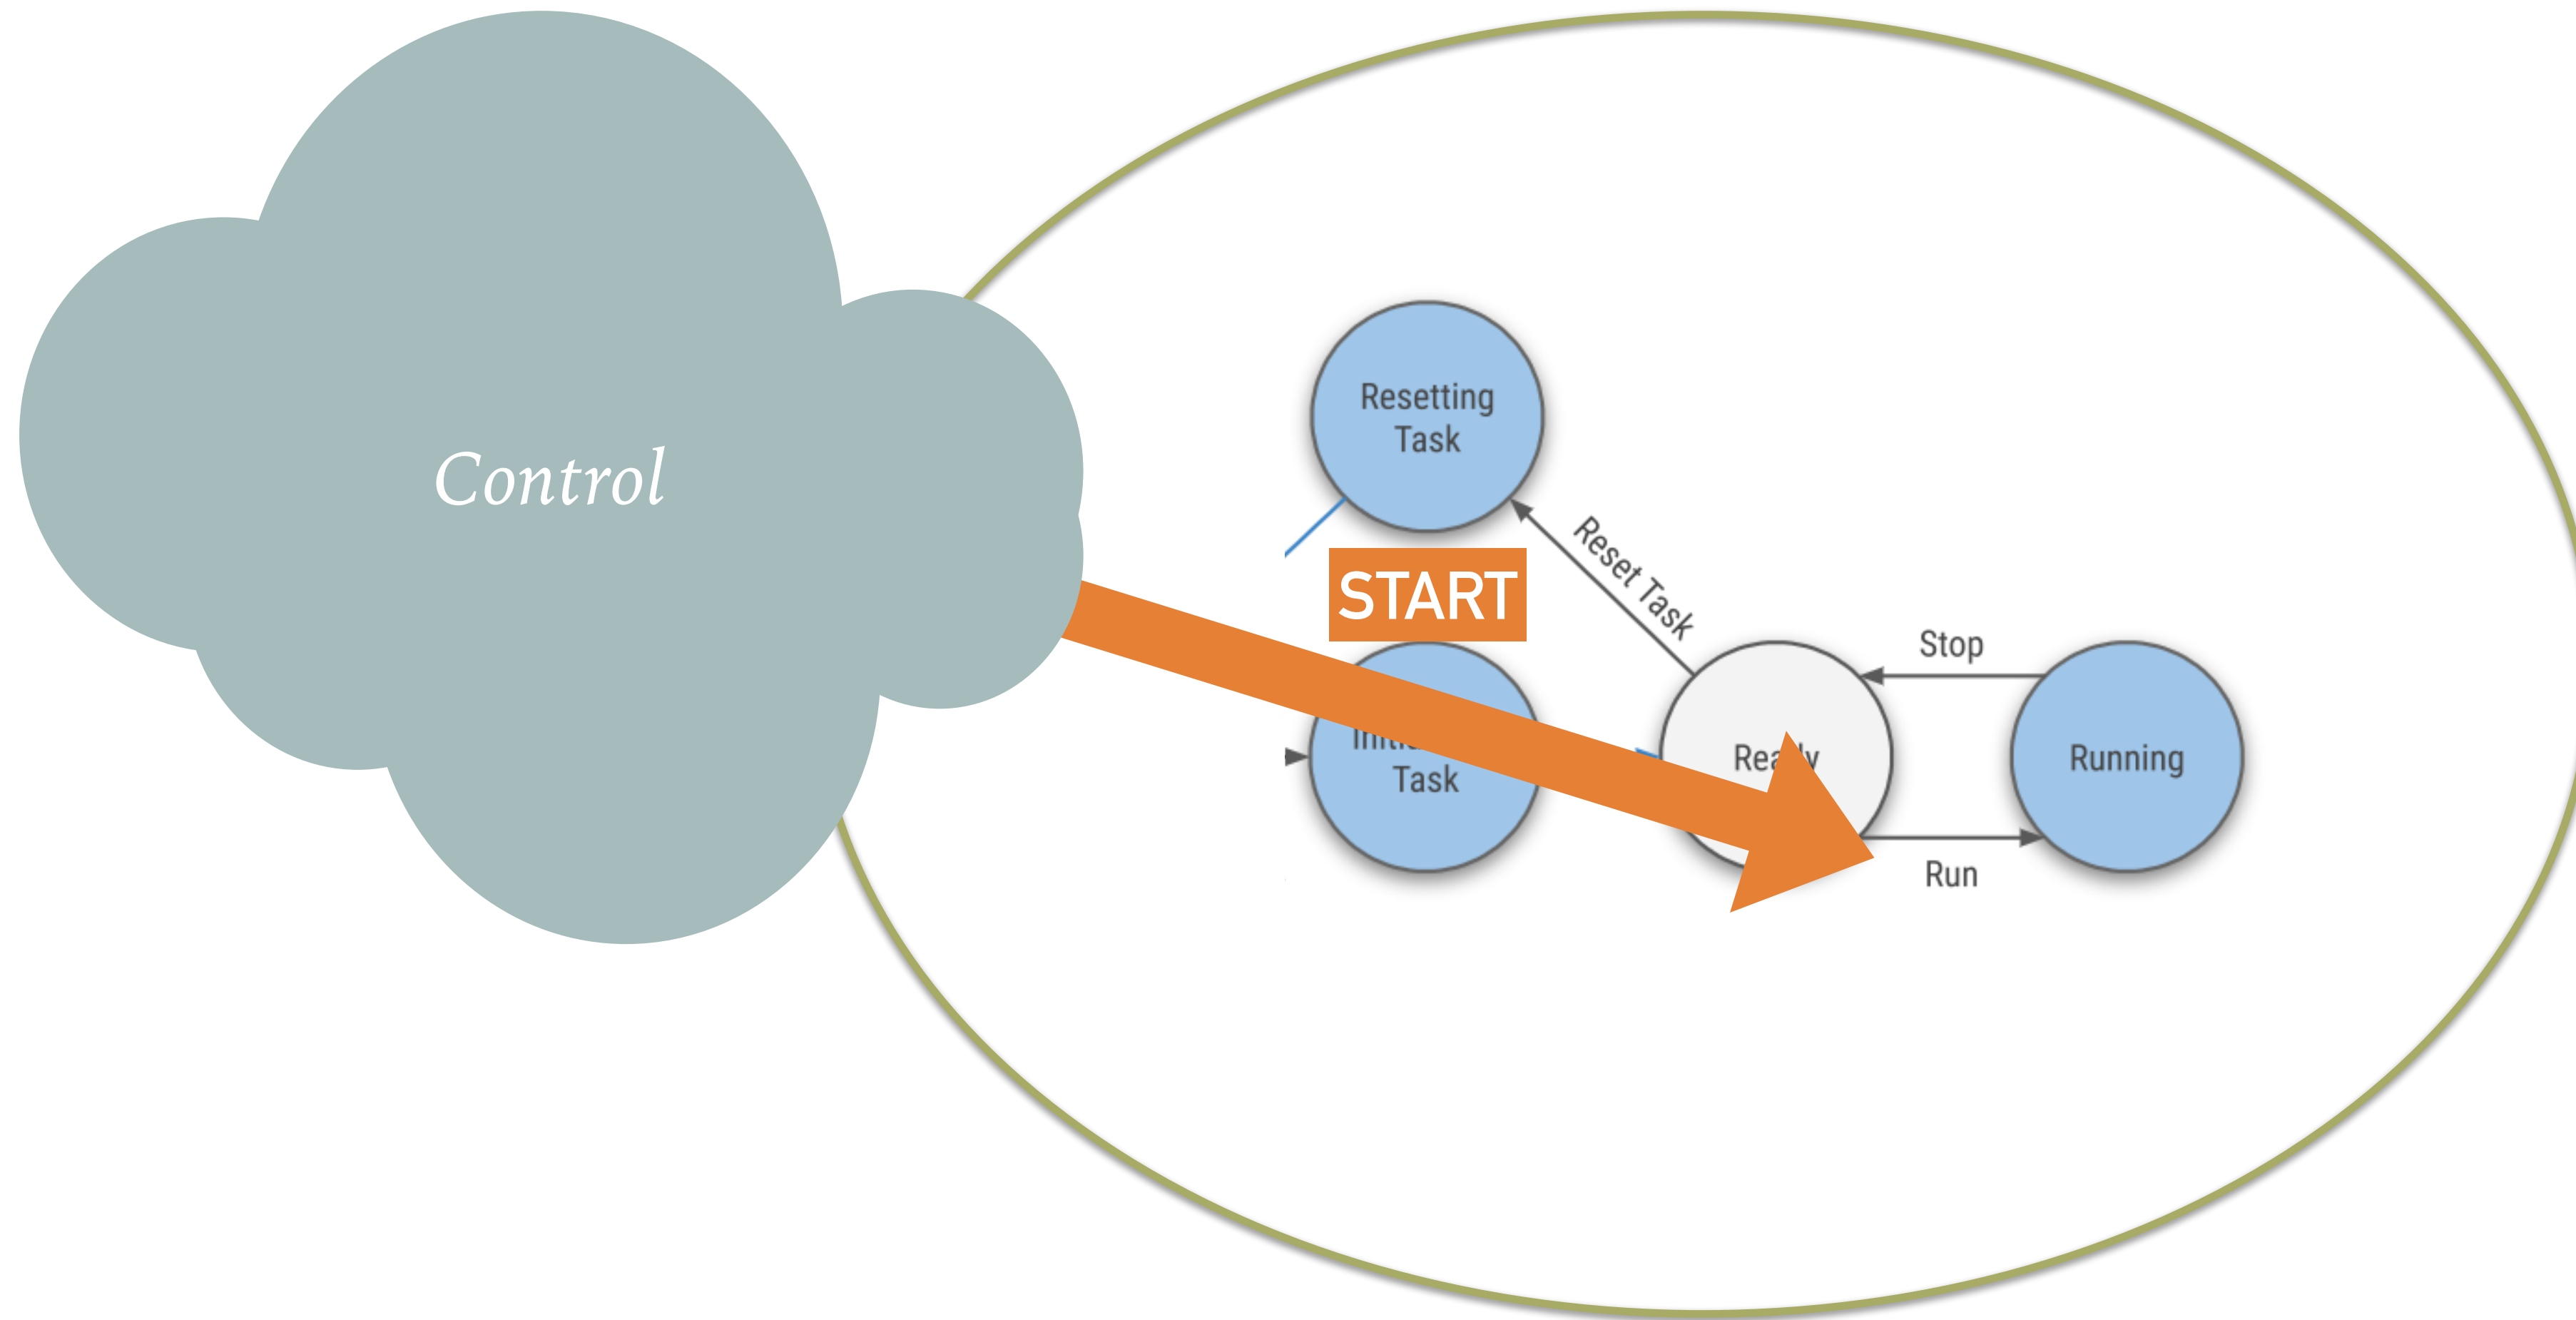 Control
Resetting
Task
START
Reset Task
Task
Stop
Running
Run